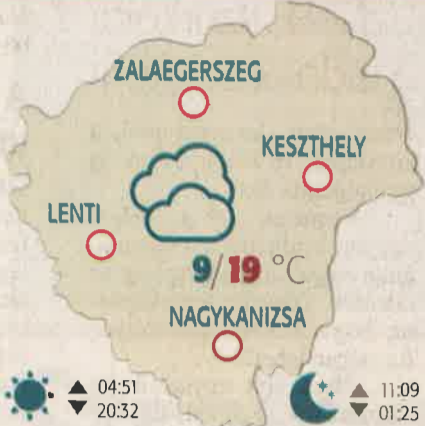 ZALAEGERSZEG
KESZTHELY
LENTI
9/19 °C
NAGYKANIZSA
04:51
20:32
11:09
01:25